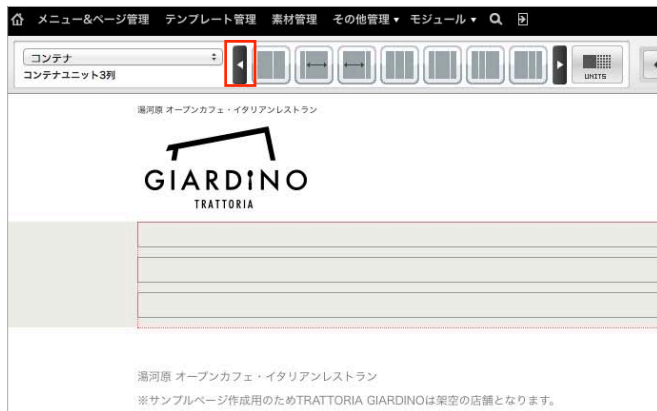 メニュー&ページ管理 テンプレート管理 素材管理 その他管理▼ モジュール▼
コンテナ
コンテナユニット3列
UNITS
湯河原 オープンカフェ・イタリアンレストラン
GIARDINO
TRATTORIA
湯河原 オープンカフェ・イタリアンレストラン
※サンプルページ作成用のためTRATTORIA GIARDINOは架空の店舗となります。